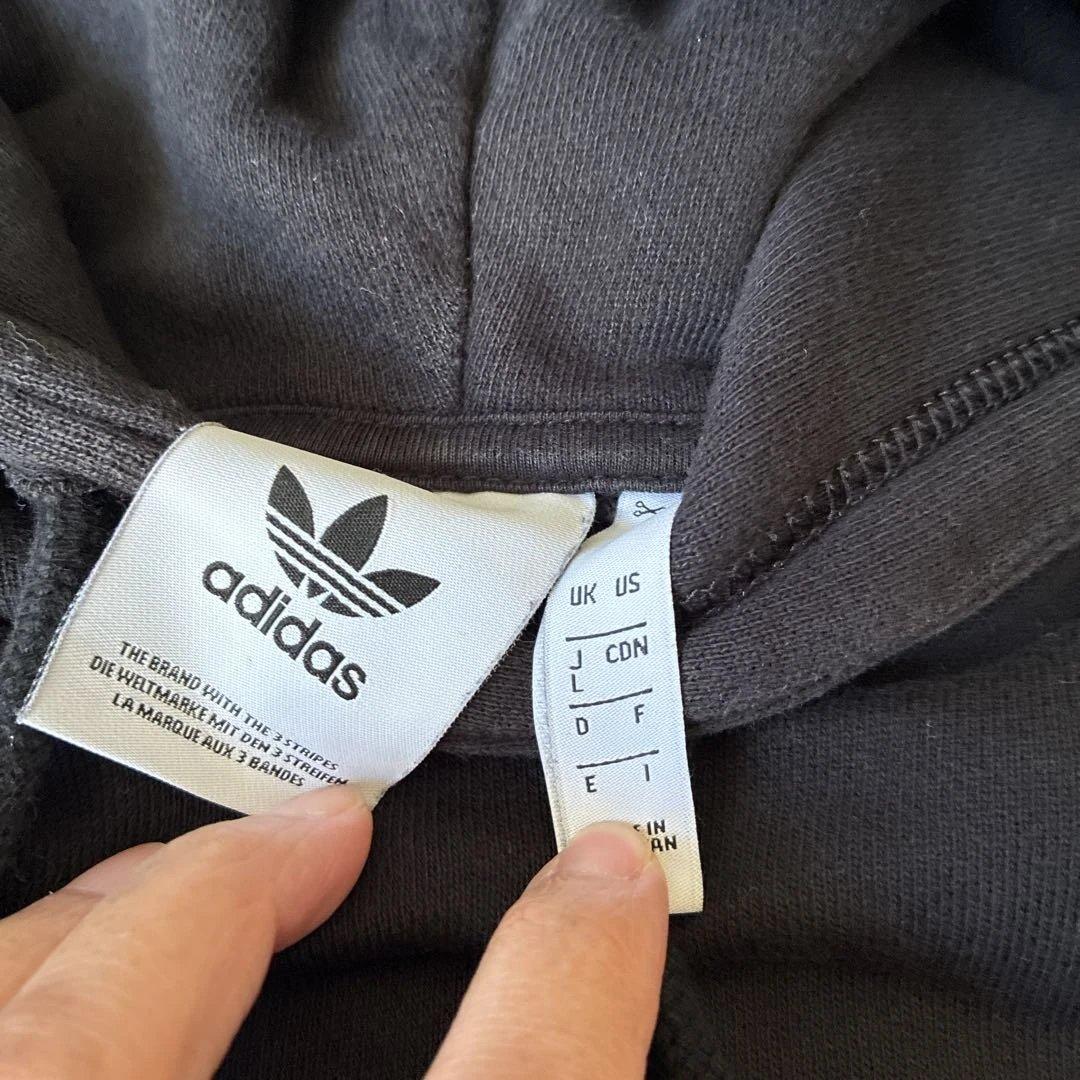 adidas
THE BRAND WITH THE 3 STRIPES
DIE WELTMARKE MIT DEN 3 STREIFEN
LA MARQUE AUX 3 BANDES
UK US
J CDN
L
D F
E I
IN